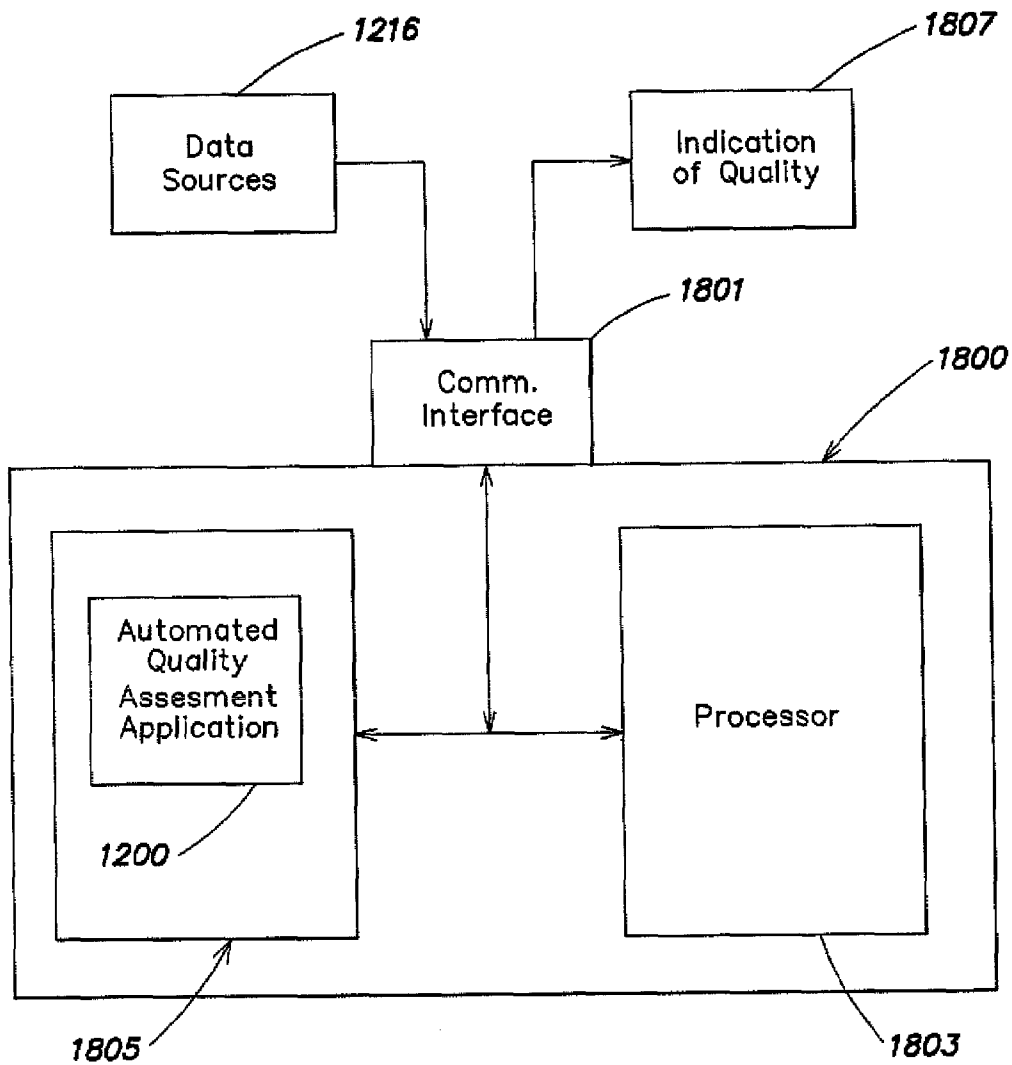 1216
1807
Data
Sources
Indication
of Quality
1801
Comm.
Interface
1800
Automated
Quality
Assesment
Application
Processor
1200
1805
1803